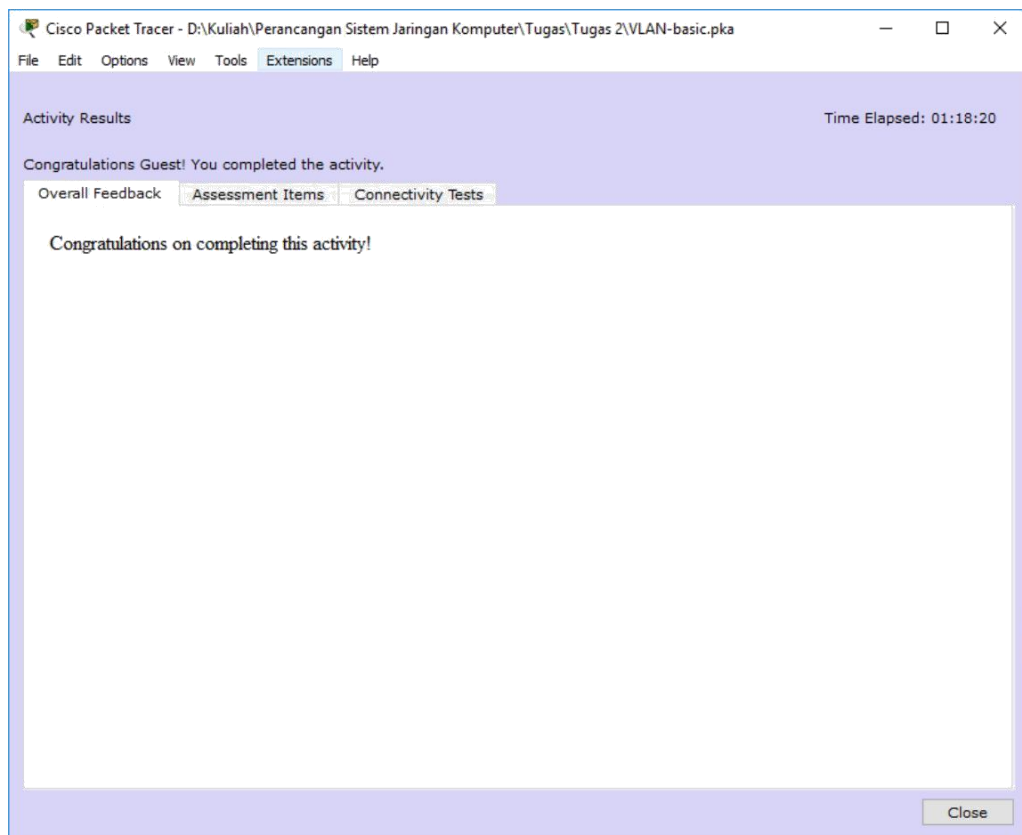 Cisco Packet Tracer - D:\Kuliah\Perancangan Sistem Jaringan Komputer\Tugas\Tugas 2\VLAN-basic.pka
File Edit Options View Tools Extensions Help
Activity Results Time Elapsed: 01:18:20
Congratulations Guest! You completed the activity.
Overall Feedback Assessment Items Connectivity Tests
Congratulations on completing this activity!
Close